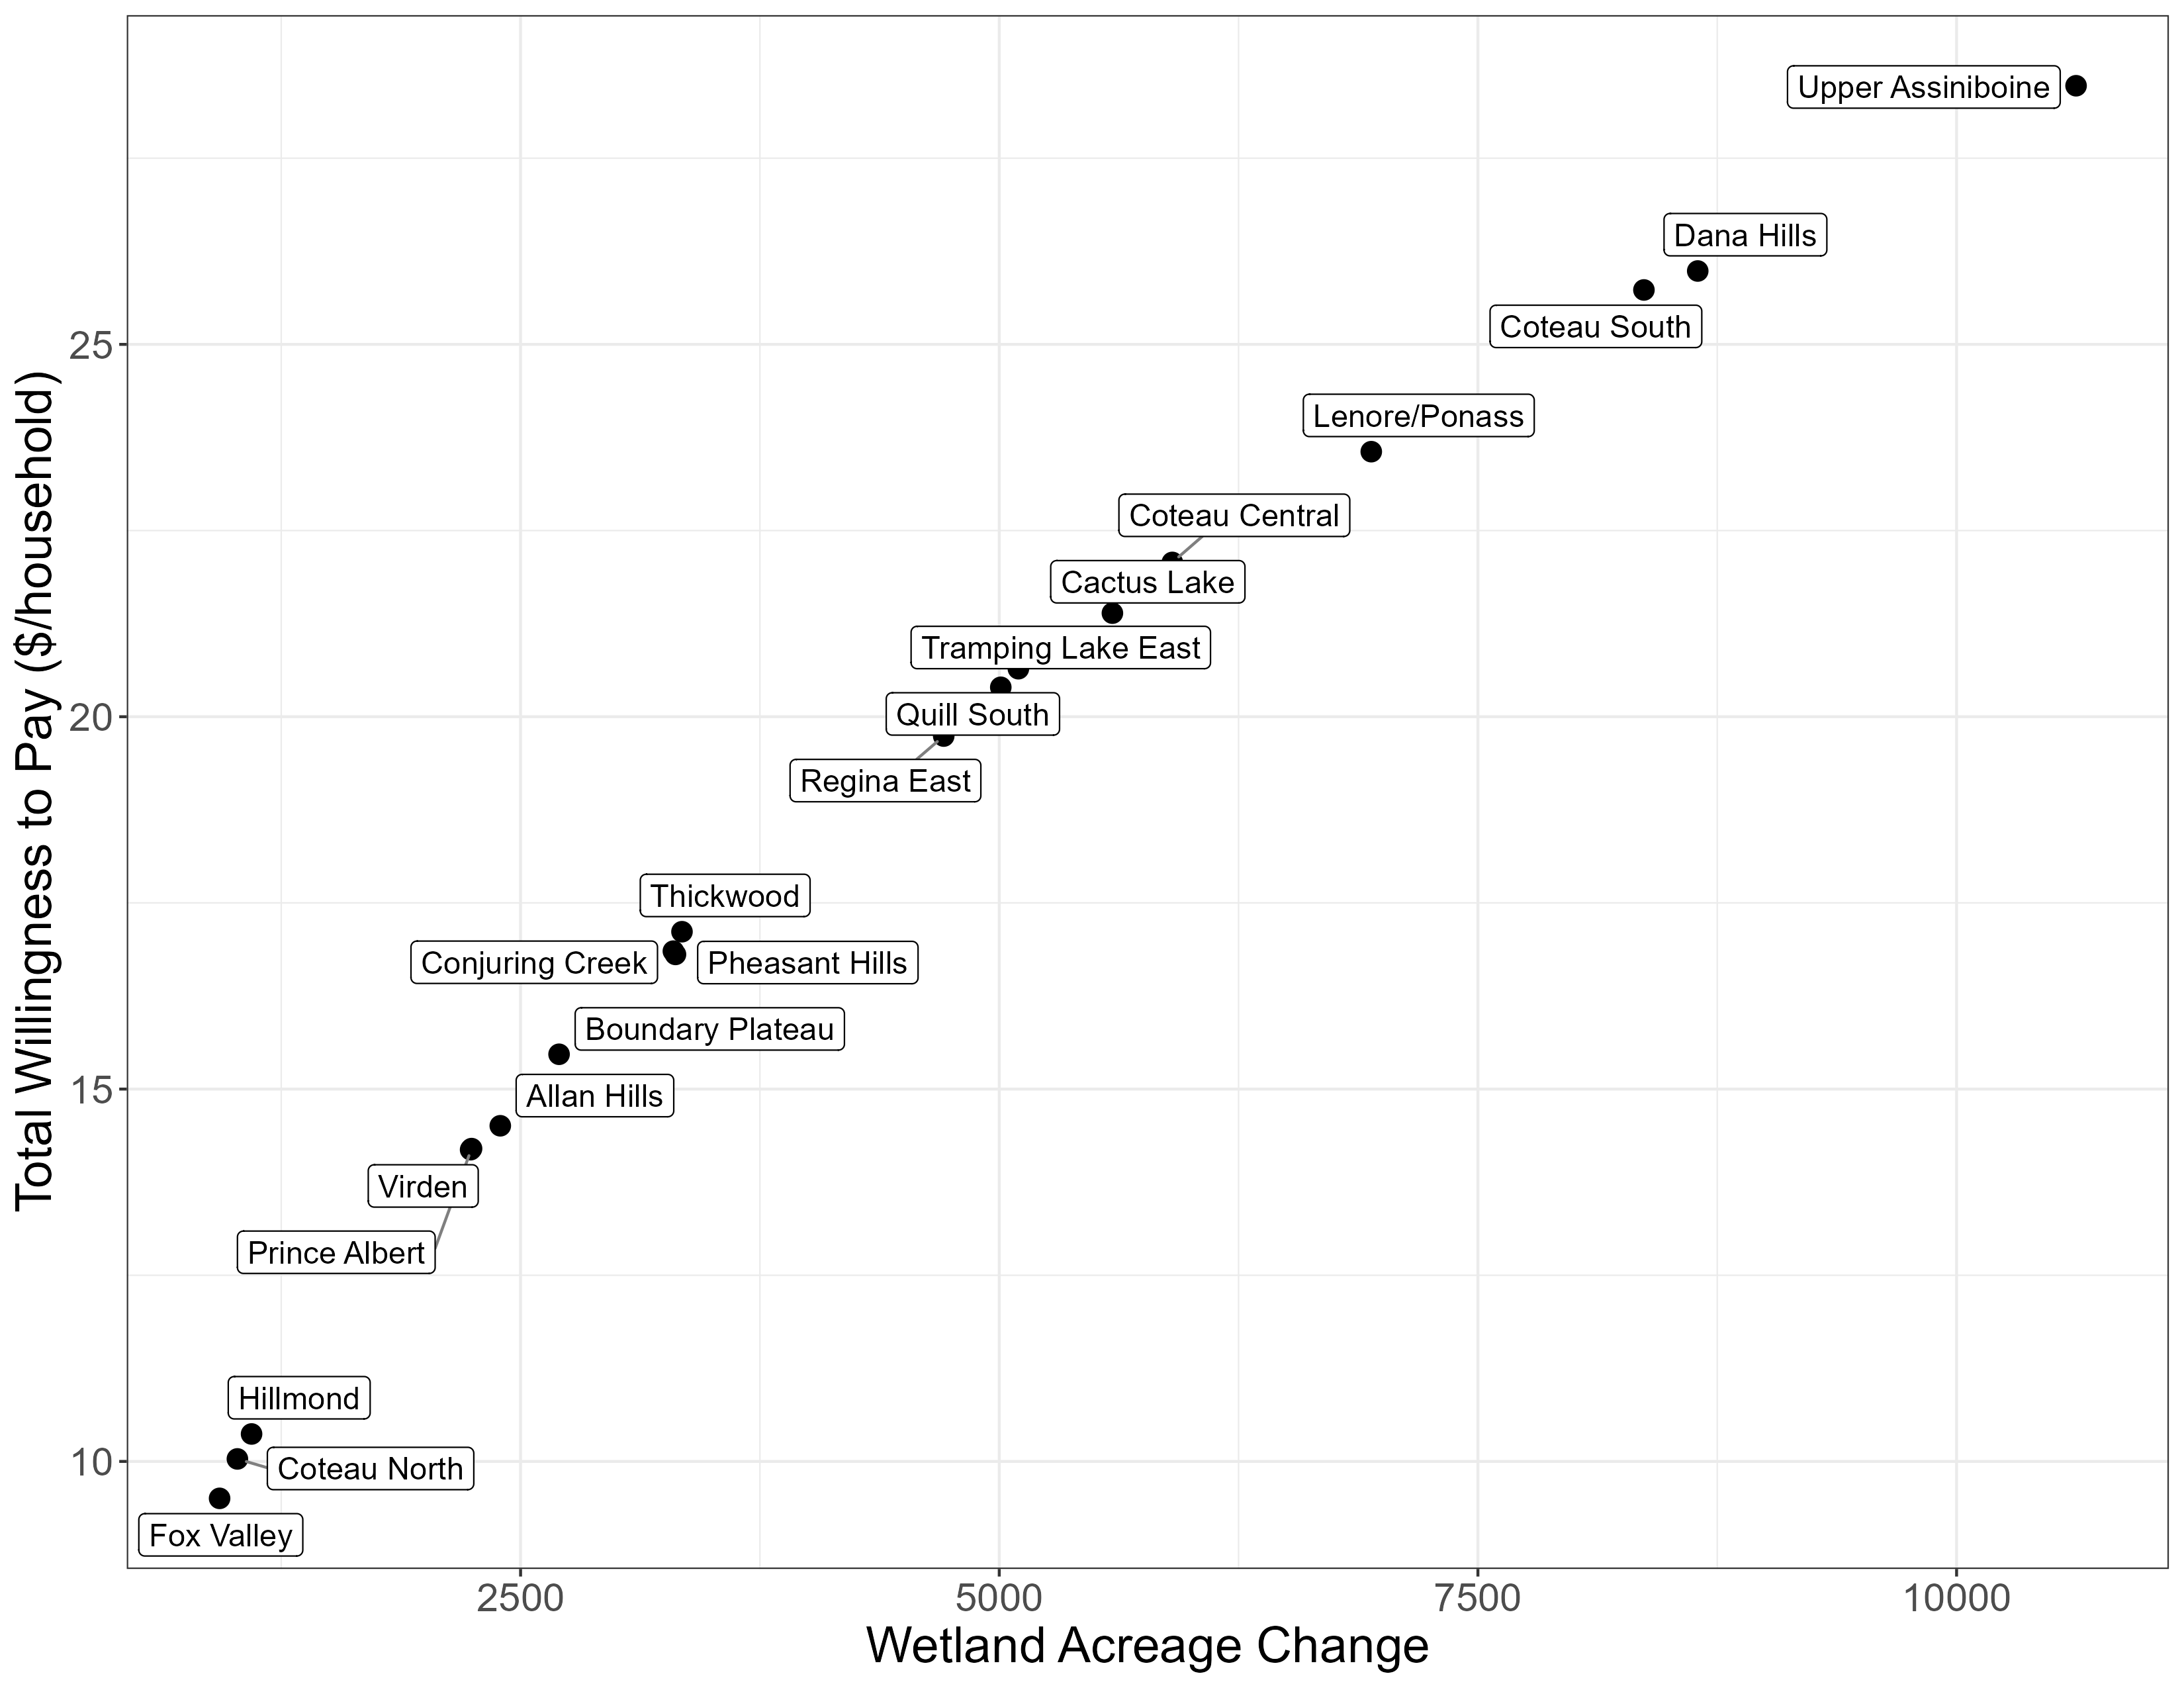 Upper Assiniboine
Dana Hills
Coteau South
Lenore/Ponass
Coteau Central
Cactus Lake
Tramping Lake East
Quill South
Regina East
Thickwood
Conjuring Creek
Pheasant Hills
Boundary Plateau
Allan Hills
Virden
Prince Albert
Hillmond
Coteau North
Fox Valley
25
20
15
10
Total Willingness to Pay ($/household)
2500
5000
7500
10000
Wetland Acreage Change